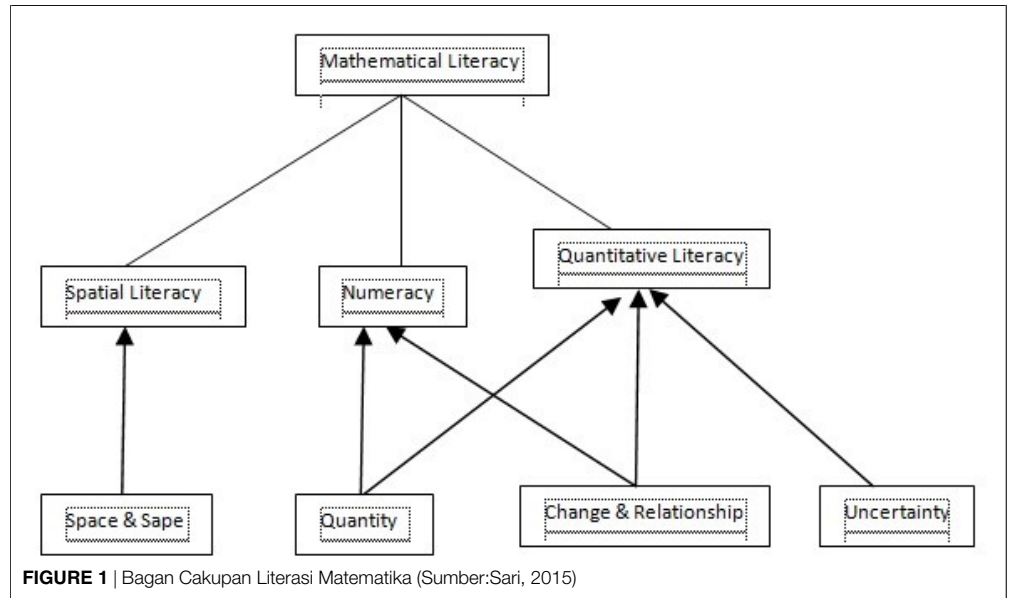 Mathematical Literacy
Quantitative Literacy
Spatial Literacy
Numeracy
Space & Sape
Quantity
Change & Relationship
Uncertainty
FIGURE 1 | Bagan Cakupan Literasi Matematika (Sumber:Sari, 2015)